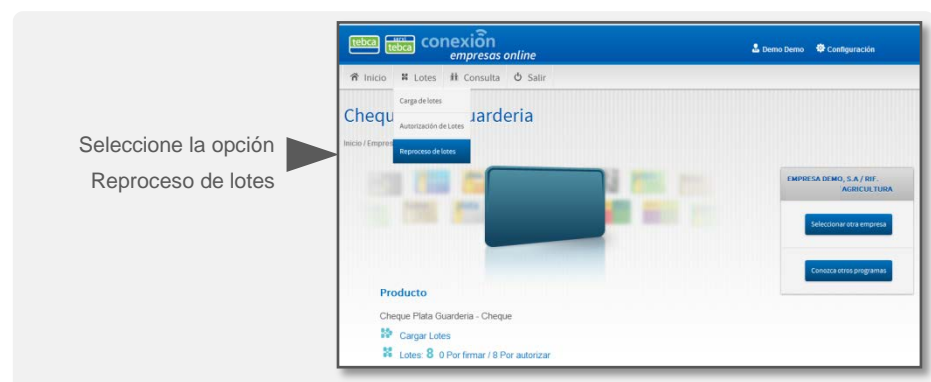 Seleccione la opción
Reproceso de lotes
tebca tebca conexión
empresas online
Demo Demo Configuración
Inicio Lotes Consulta Salir
Carga de lotes
Autorización de Lotes
Reproceso de lotes
Chequ uarderia
Inicio / Empres
EMPRESA DEMO, S.A / RIF.
AGRICULTURA
Seleccionar otra empresa
Conozca otros programas
Producto
Cheque Plata Guarderia - Cheque
Cargar Lotes
Lotes: 8 0 Por firmar / 8 Por autorizar